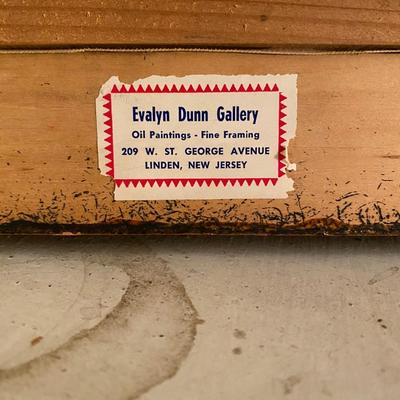 Evalyn Dunn Gallery
Oil Paintings - Fine Framing
209 W. ST. GEORGE AVENUE
LINDEN, NEW JERSEY